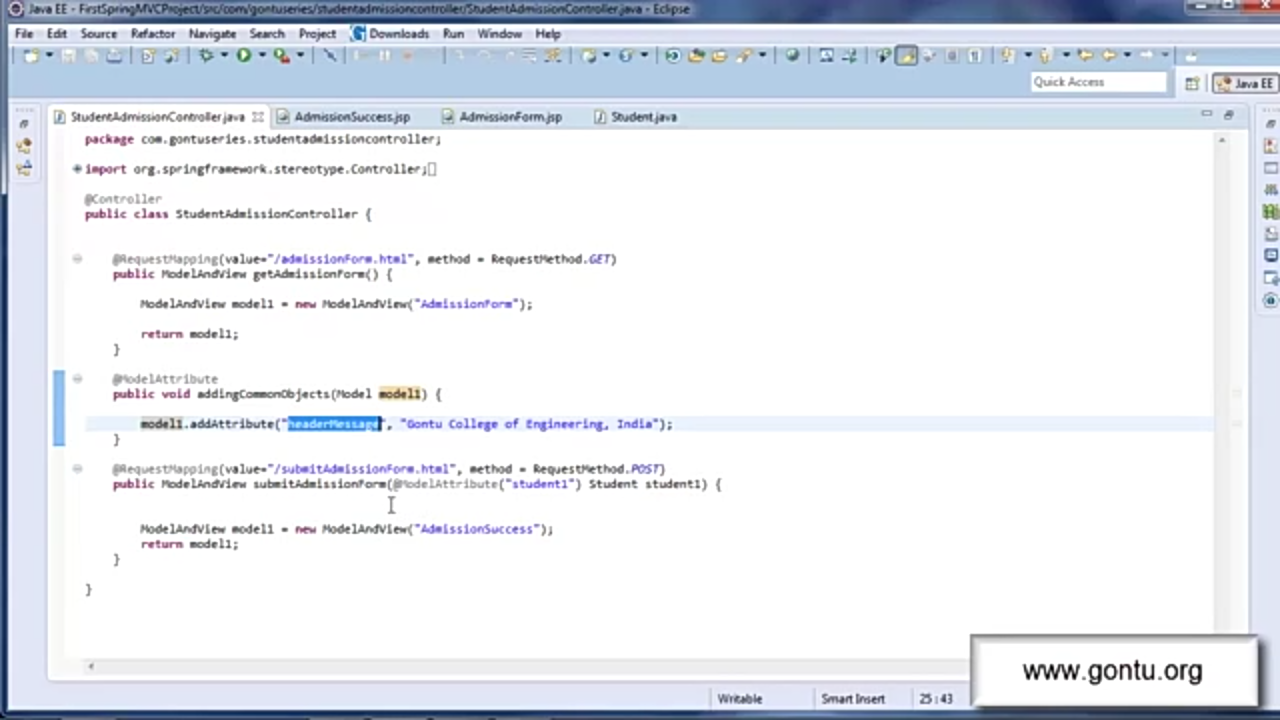 Java EE - FirstSpringMVCProject/src/com/gontuseries/studentadmissioncontroller/StudentAdmissionController.java - Eclipse
File Edit Source Refactor Navigate Search Project Downloads Run Window Help
Quick Access
Java EE
StudentAdmissionController.java AdmissionSuccess.jsp AdmissionForm.jsp Student.java
package com.gontuseries.studentadmissioncontroller;
import org.springframework.stereotype.Controller;
@Controller
public class StudentAdmissionController {
@RequestMapping(value="/admissionForm.html", method = RequestMethod.GET)
public ModelAndView getAdmissionForm() {
ModelAndView model1 = new ModelAndView("AdmissionForm");
return model1;
}
@ModelAttribute
public void addingCommonObjects(Model model1) {
model1.addAttribute("headerMessage", "Gontu College of Engineering, India");
}
@RequestMapping(value="/submitAdmissionForm.html", method = RequestMethod.POST)
public ModelAndView submitAdmissionForm(@ModelAttribute("student1") Student student1) {
ModelAndView model1 = new ModelAndView("AdmissionSuccess");
return model1;
}
}
www.gontu.org
Writable Smart Insert 25:43